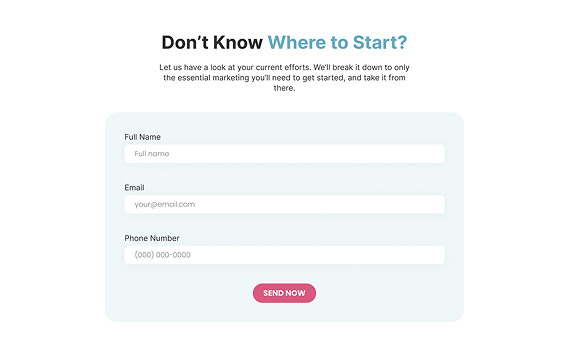 Don’t Know Where to Start?
Let us have a look at your current efforts. We’ll break it down to only
the essential marketing you’ll need to get started, and take it from
there.
Full Name
Full name
Email
your@email.com
Phone Number
(000) 000-0000
SEND NOW